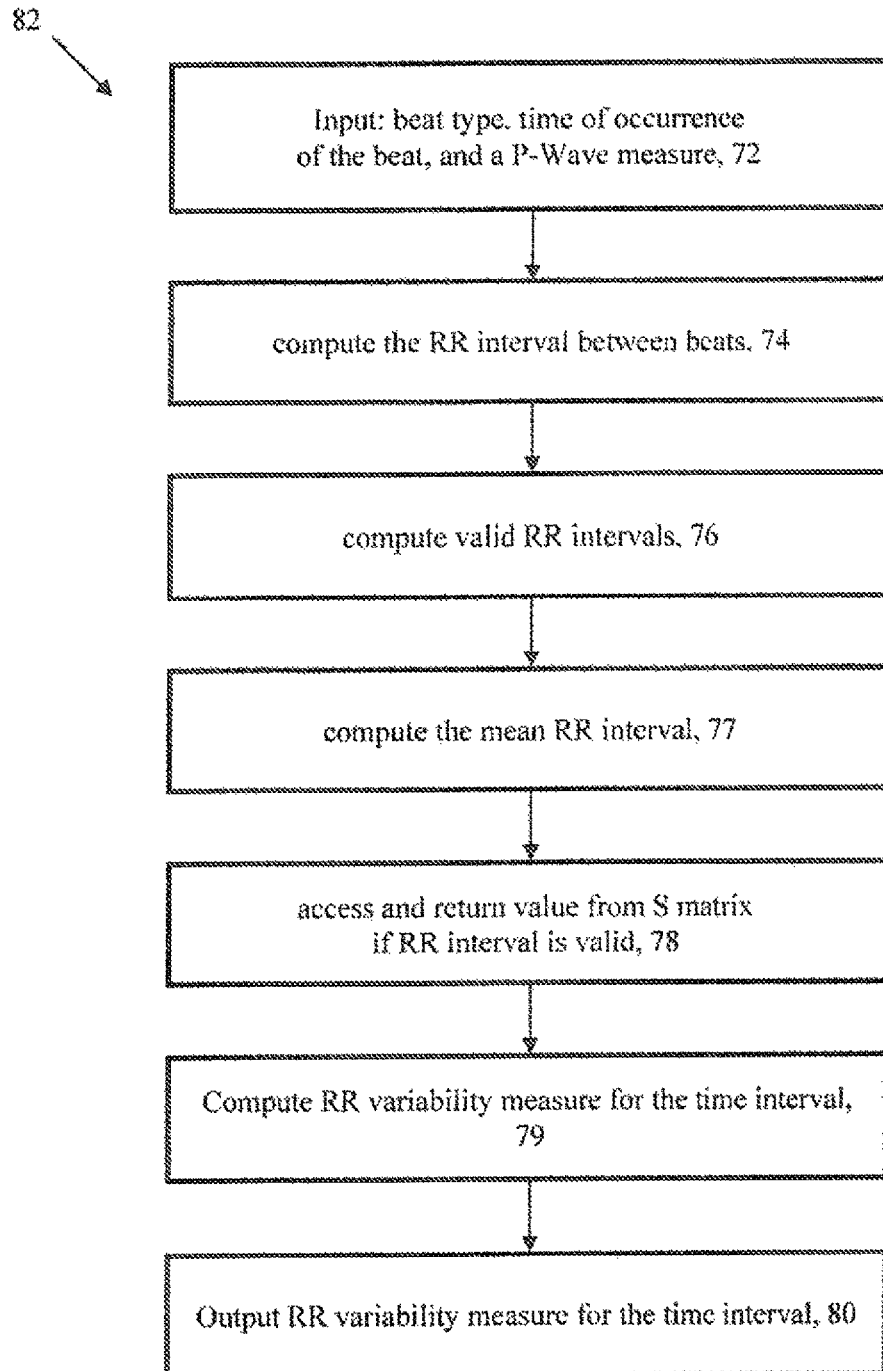 82
Input: beat type, time of occurrence
of the beat, and a P-Wave measure, 72
compute the RR interval between beats, 74
compute valid RR intervals, 76
compute the mean RR interval, 77
access and return value from S matrix
if RR interval is valid, 78
Compute RR variability measure for the time interval,
79
Output RR variability measure for the time interval, 80